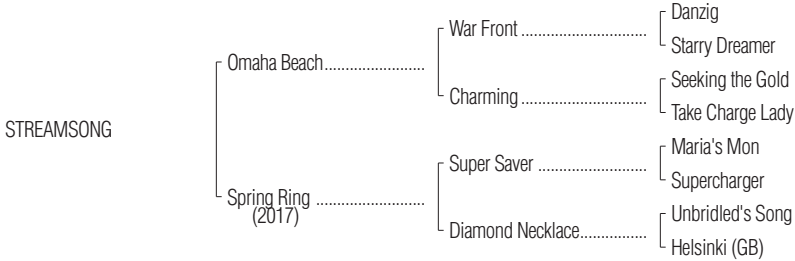 Danzig
War Front ..............................
Starry Dreamer
Omaha Beach........................
Seeking the Gold
Charming ..............................
Take Charge Lady
STREAMSONG
Maria's Mon
Super Saver ..........................
Supercharger
Spring Ring ..........................
(2017)
Unbridled's Song
Diamond Necklace................
Helsinki (GB)